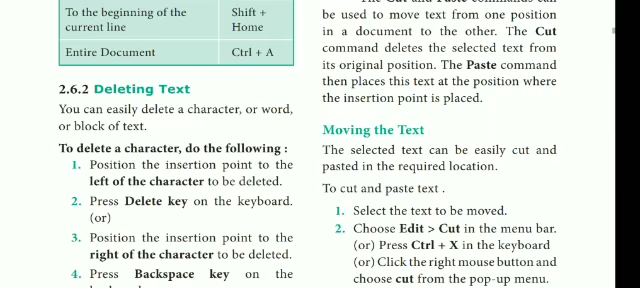 To the beginning of the
current line
Shift +
Home
Entire Document
Ctrl + A
2.6.2 Deleting Text
You can easily delete a character, or word,
or block of text.
To delete a character, do the following :
1. Position the insertion point to the
left of the character to be deleted.
2. Press Delete key on the keyboard.
(or)
3. Position the insertion point to the
right of the character to be deleted.
4. Press Backspace key on the
The Cut and Paste commands can
be used to move text from one position
in a document to the other. The Cut
command deletes the selected text from
its original position. The Paste command
then places this text at the position where
the insertion point is placed.
Moving the Text
The selected text can be easily cut and
pasted in the required location.
To cut and paste text .
1. Select the text to be moved.
2. Choose Edit > Cut in the menu bar.
(or) Press Ctrl + X in the keyboard
(or) Click the right mouse button and
choose cut from the pop-up menu.